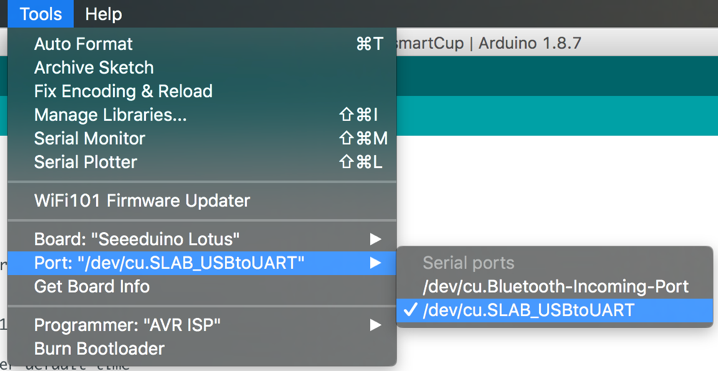 Tools Help
smartCup | Arduino 1.8.7
Auto Format ⌘T
Archive Sketch
Fix Encoding & Reload
Manage Libraries... ⇧⌘I
Serial Monitor ⇧⌘M
Serial Plotter ⇧⌘L
WiFi101 Firmware Updater
Board: "Seeeduino Lotus" ▶
Port: "/dev/cu.SLAB_USBtoUART" ▶
Serial ports
/dev/cu.Bluetooth-Incoming-Port
✓ /dev/cu.SLAB_USBtoUART
Get Board Info
Programmer: "AVR ISP" ▶
Burn Bootloader
default time